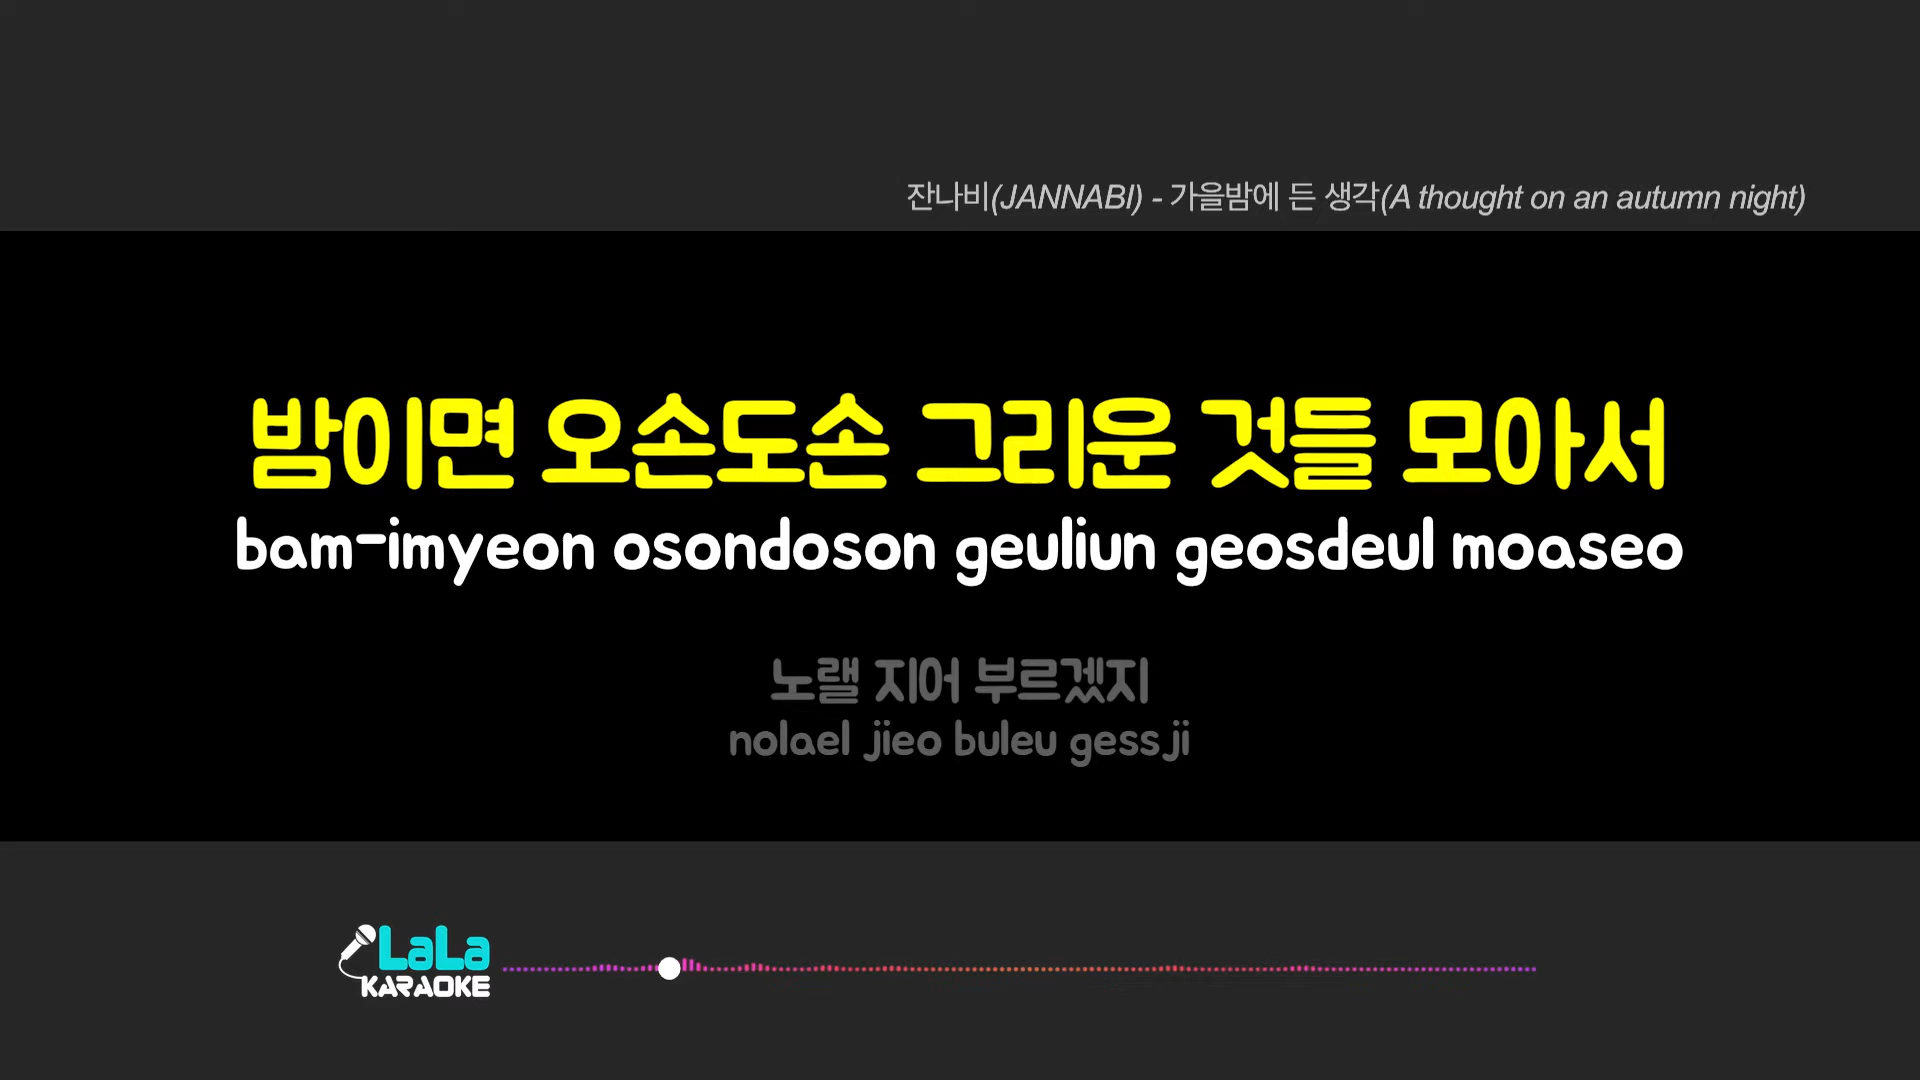 잔나비(JANNABI) - 가을밤에 든 생각(A thought on an autumn night)
밤이면 오손도손 그리운 것들 모아서
bam-imyeon osondoson geuliun geosdeul moaseo
노랠 지어 부르겠지
nolael jieo buleu gessji
LaLa
KARAOKE